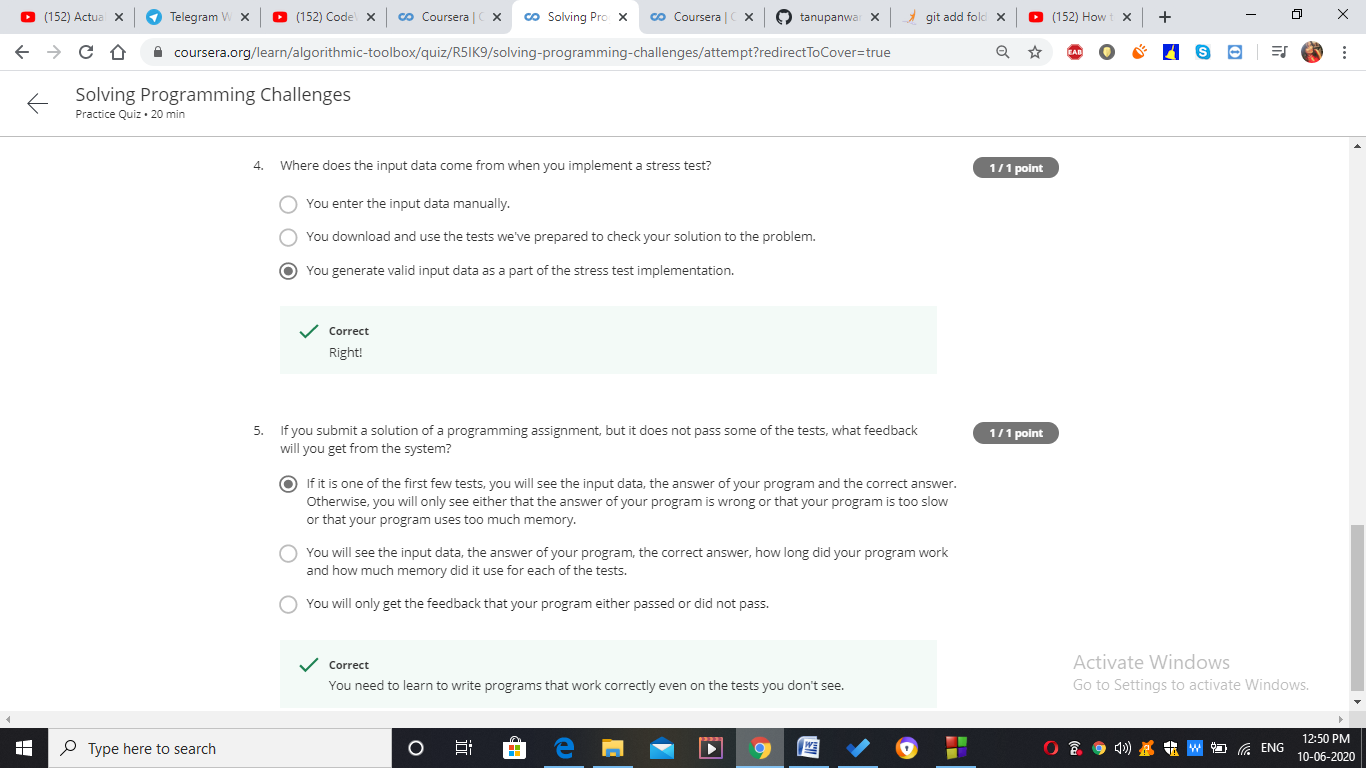 (152) Actua
Telegram W
(152) Code
Coursera |
Solving Pro
Coursera |
tanupanwar
git add fold
(152) How t
coursera.org/learn/algorithmic-toolbox/quiz/R5IK9/solving-programming-challenges/attempt?redirectToCover=true
EAB
Solving Programming Challenges
Practice Quiz • 20 min
4. Where does the input data come from when you implement a stress test?
1 / 1 point
You enter the input data manually.
You download and use the tests we've prepared to check your solution to the problem.
You generate valid input data as a part of the stress test implementation.
Correct
Right!
5. If you submit a solution of a programming assignment, but it does not pass some of the tests, what feedback
will you get from the system?
1 / 1 point
If it is one of the first few tests, you will see the input data, the answer of your program and the correct answer.
Otherwise, you will only see either that the answer of your program is wrong or that your program is too slow
or that your program uses too much memory.
You will see the input data, the answer of your program, the correct answer, how long did your program work
and how much memory did it use for each of the tests.
You will only get the feedback that your program either passed or did not pass.
Correct
You need to learn to write programs that work correctly even on the tests you don't see.
Activate Windows
Go to Settings to activate Windows.
Type here to search
ENG
12:50 PM
10-06-2020